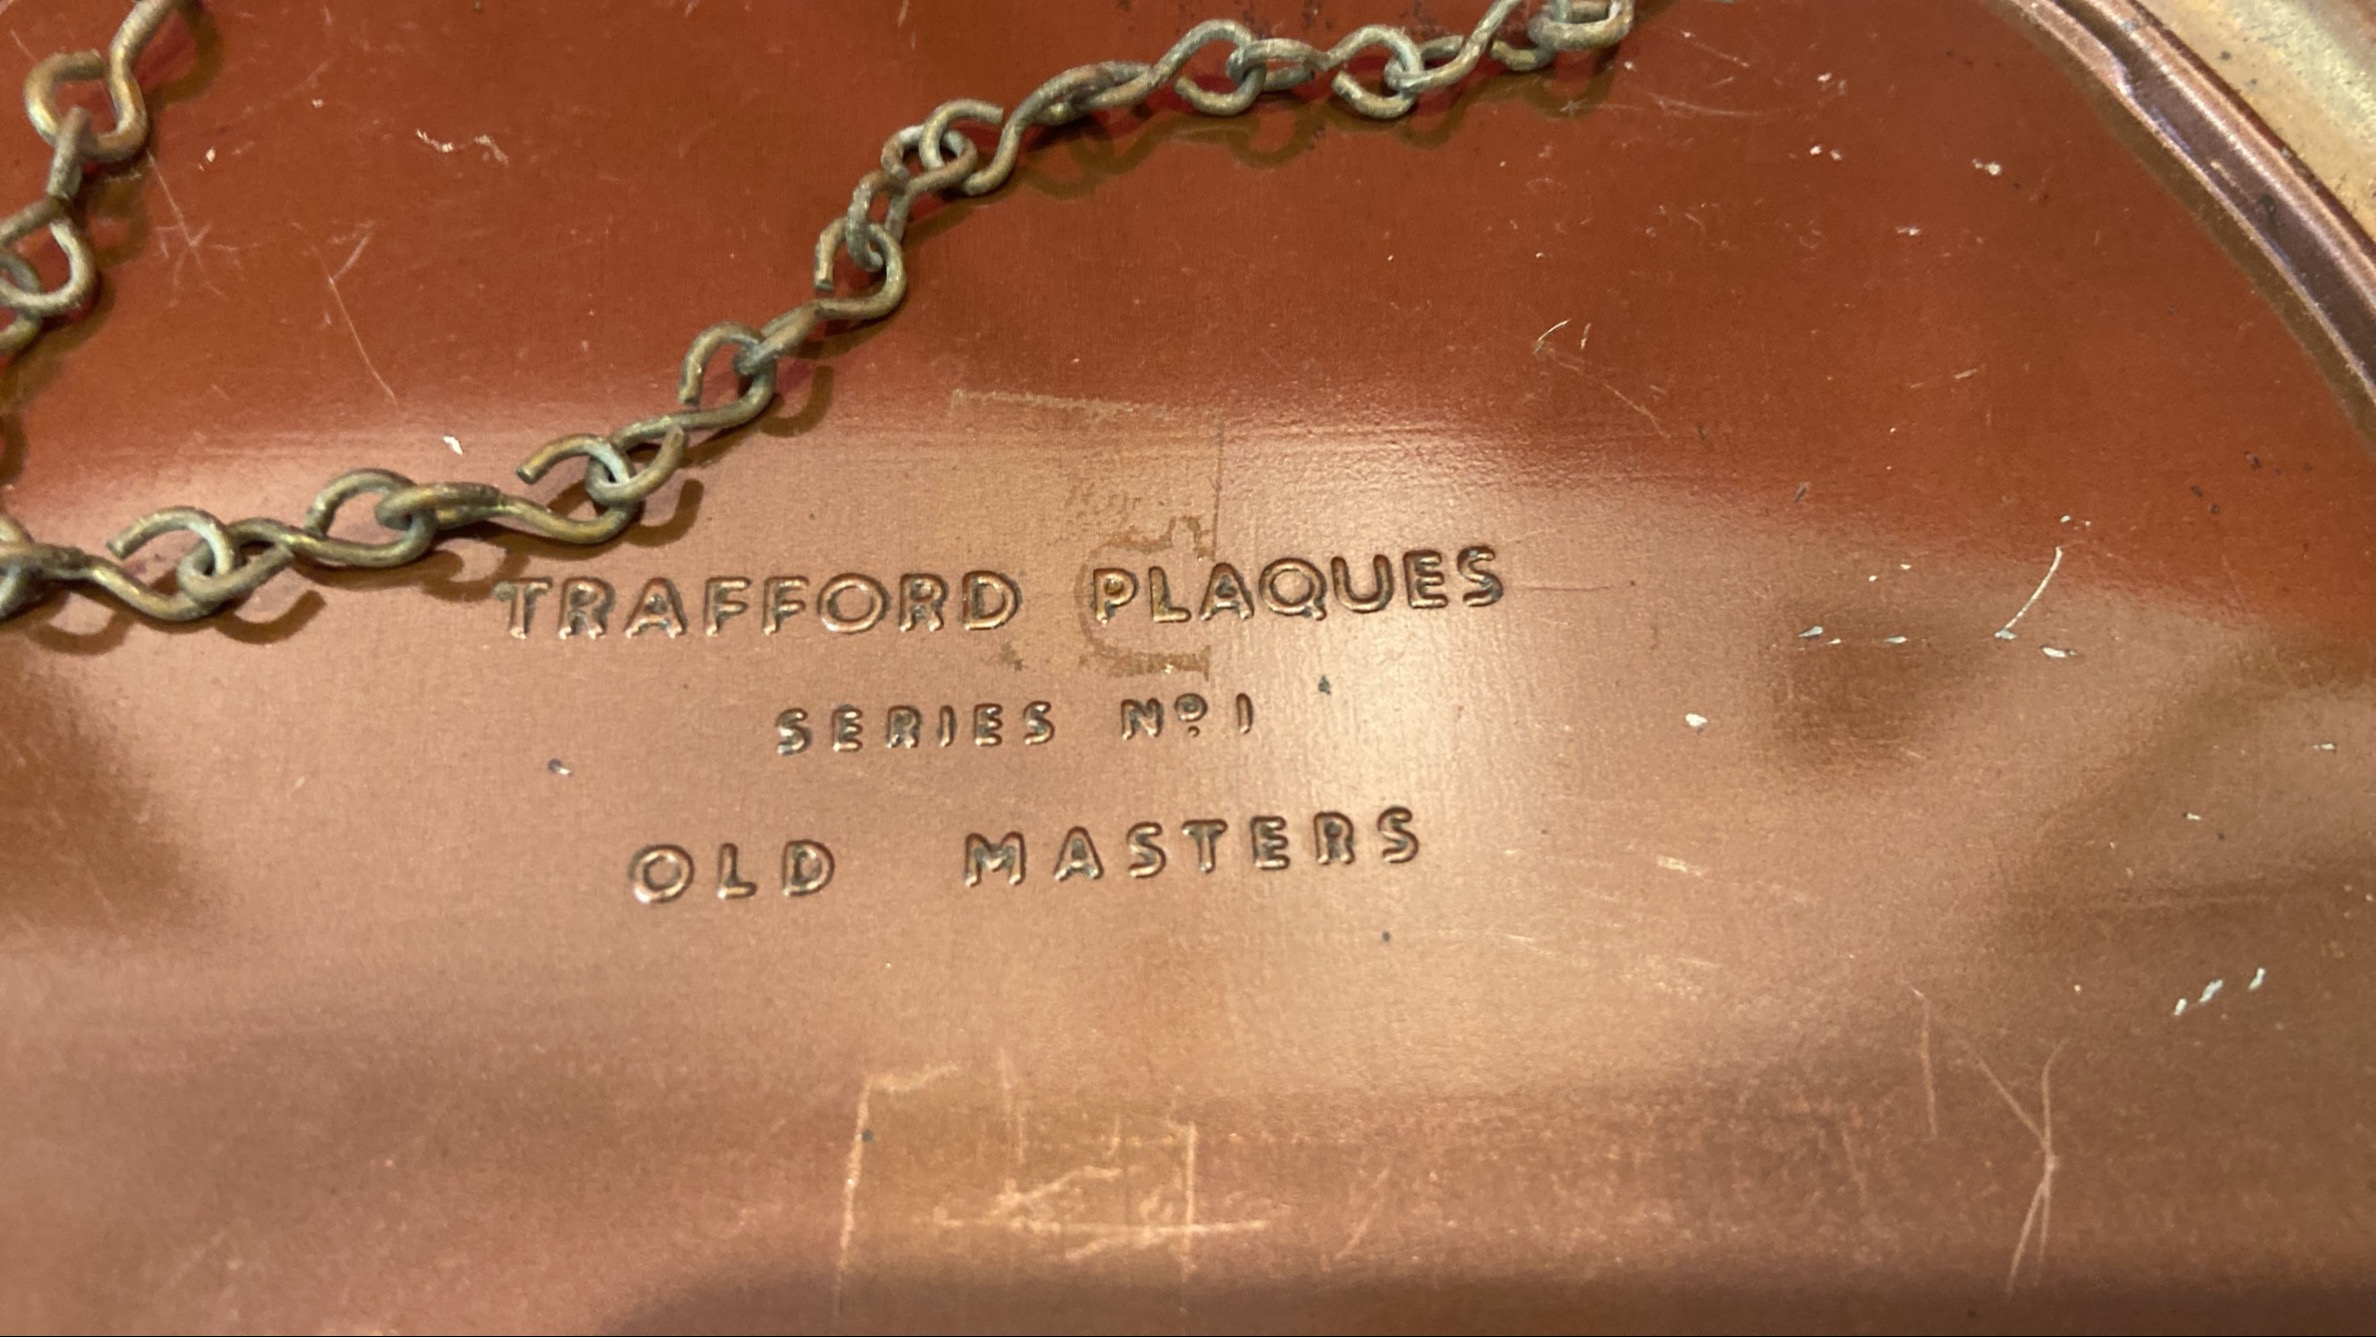 TRAFFORD PLAQUES
SERIES Nº 1
OLD MASTERS